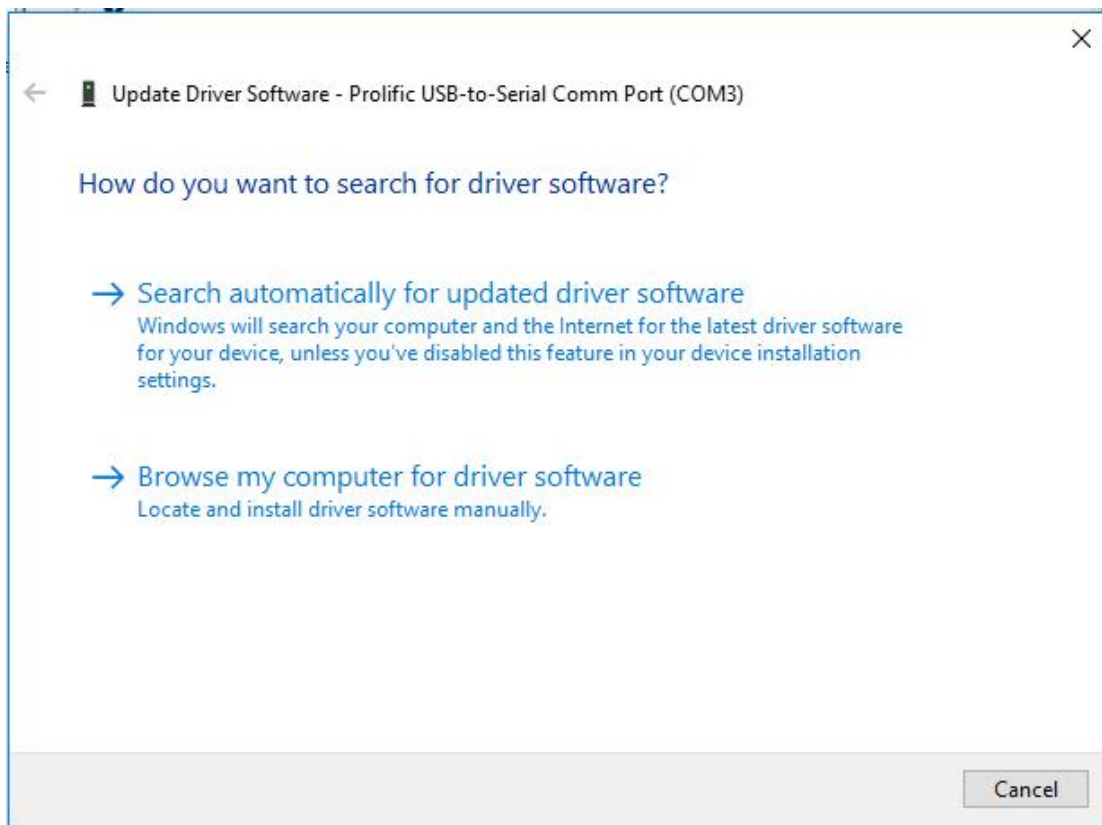 Update Driver Software - Prolific USB-to-Serial Comm Port (COM3)
How do you want to search for driver software?
Search automatically for updated driver software
Windows will search your computer and the Internet for the latest driver software
for your device, unless you've disabled this feature in your device installation
settings.
Browse my computer for driver software
Locate and install driver software manually.
Cancel